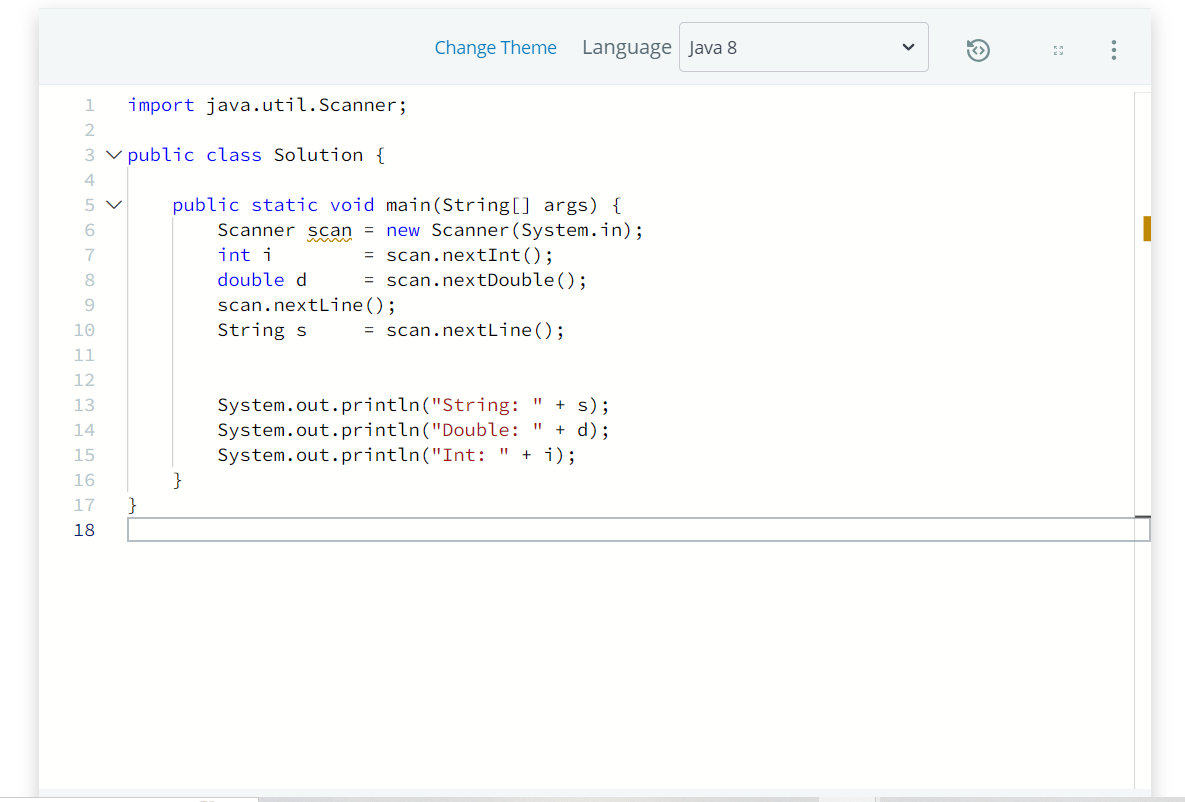 Change Theme Language Java 8
1 import java.util.Scanner;
2
3 public class Solution {
4
5 public static void main(String[] args) {
6 Scanner scan = new Scanner(System.in);
7 int i = scan.nextInt();
8 double d = scan.nextDouble();
9 scan.nextLine();
10 String s = scan.nextLine();
11
12
13 System.out.println("String: " + s);
14 System.out.println("Double: " + d);
15 System.out.println("Int: " + i);
16 }
17 }
18